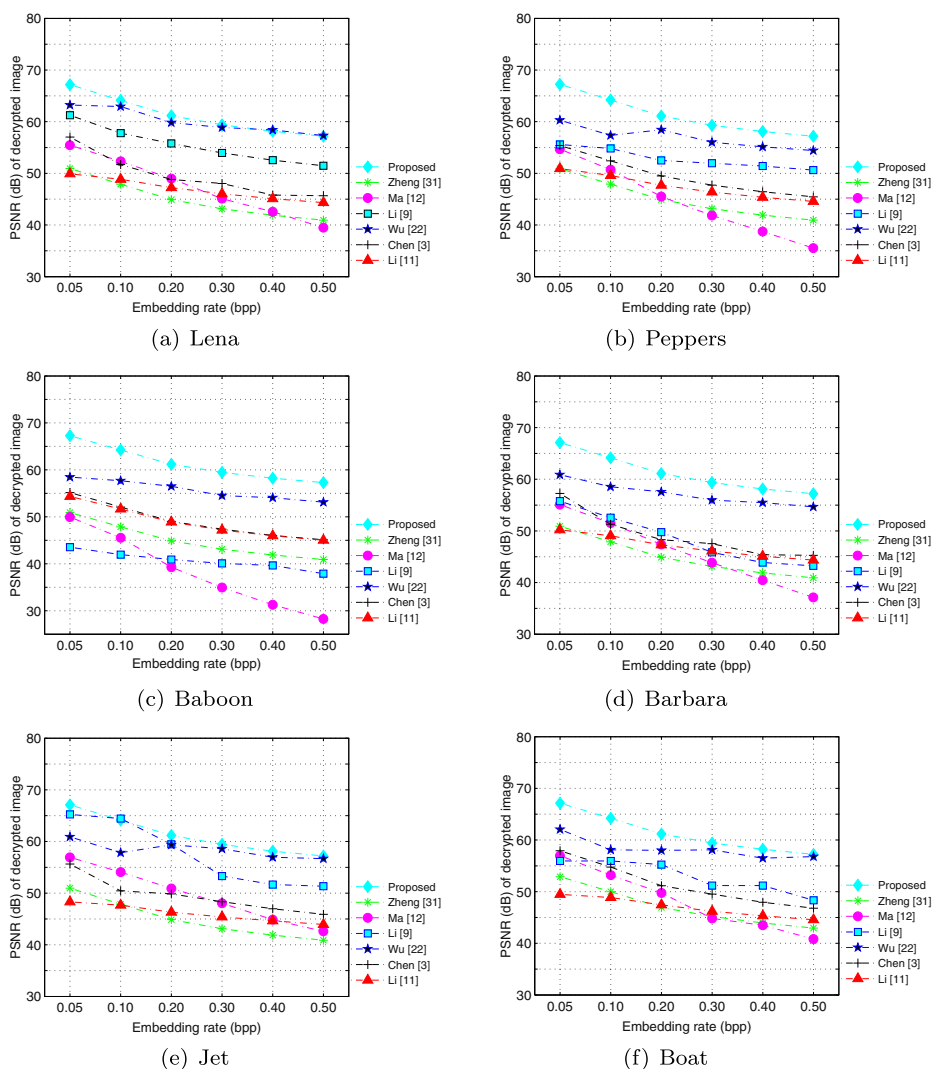 80
70
60
50
40
30
PSNR (dB) of decrypted image
0.05 0.10 0.20 0.30 0.40 0.50
Embedding rate (bpp)
Proposed
Zheng [31]
Ma [12]
Li [9]
Wu [22]
Chen [3]
Li [11]
(a) Lena
80
70
60
50
40
30
PSNR (dB) of decrypted image
0.05 0.10 0.20 0.30 0.40 0.50
Embedding rate (bpp)
Proposed
Zheng [31]
Ma [12]
Li [9]
Wu [22]
Chen [3]
Li [11]
(b) Peppers
80
70
60
50
40
30
PSNR (dB) of decrypted image
0.05 0.10 0.20 0.30 0.40 0.50
Embedding rate (bpp)
Proposed
Zheng [31]
Ma [12]
Li [9]
Wu [22]
Chen [3]
Li [11]
(c) Baboon
80
70
60
50
40
30
PSNR (dB) of decrypted image
0.05 0.10 0.20 0.30 0.40 0.50
Embedding rate (bpp)
Proposed
Zheng [31]
Ma [12]
Li [9]
Wu [22]
Chen [3]
Li [11]
(d) Barbara
80
70
60
50
40
30
PSNR (dB) of decrypted image
0.05 0.10 0.20 0.30 0.40 0.50
Embedding rate (bpp)
Proposed
Zheng [31]
Ma [12]
Li [9]
Wu [22]
Chen [3]
Li [11]
(e) Jet
80
70
60
50
40
30
PSNR (dB) of decrypted image
0.05 0.10 0.20 0.30 0.40 0.50
Embedding rate (bpp)
Proposed
Zheng [31]
Ma [12]
Li [9]
Wu [22]
Chen [3]
Li [11]
(f) Boat